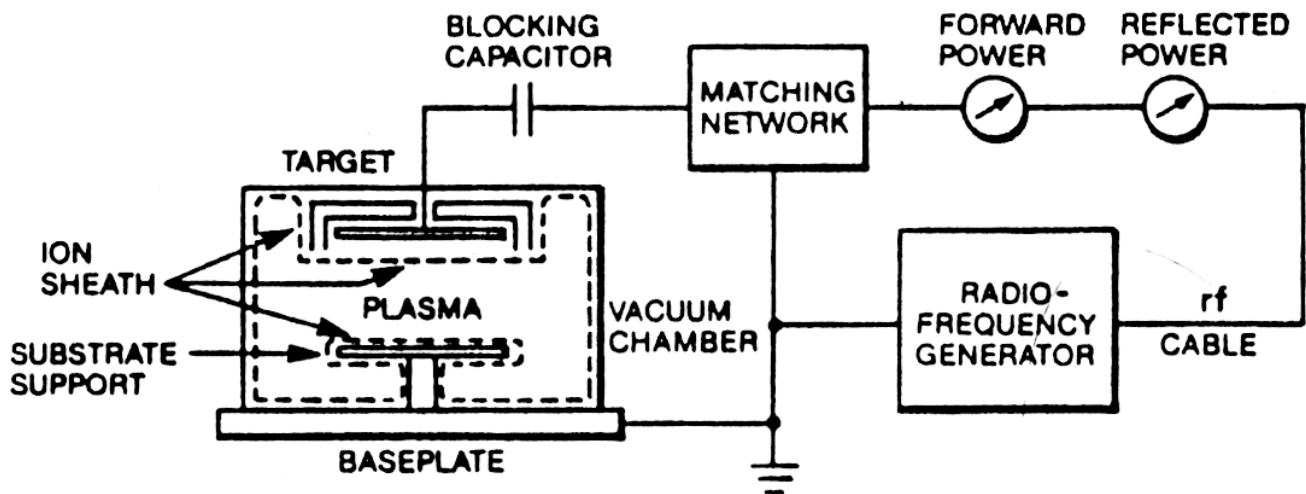 BLOCKING
CAPACITOR
FORWARD
POWER
REFLECTED
POWER
MATCHING
NETWORK
TARGET
ION
SHEATH
PLASMA
VACUUM
CHAMBER
SUBSTRATE
SUPPORT
RADIO-
FREQUENCY
GENERATOR
rf
CABLE
BASEPLATE